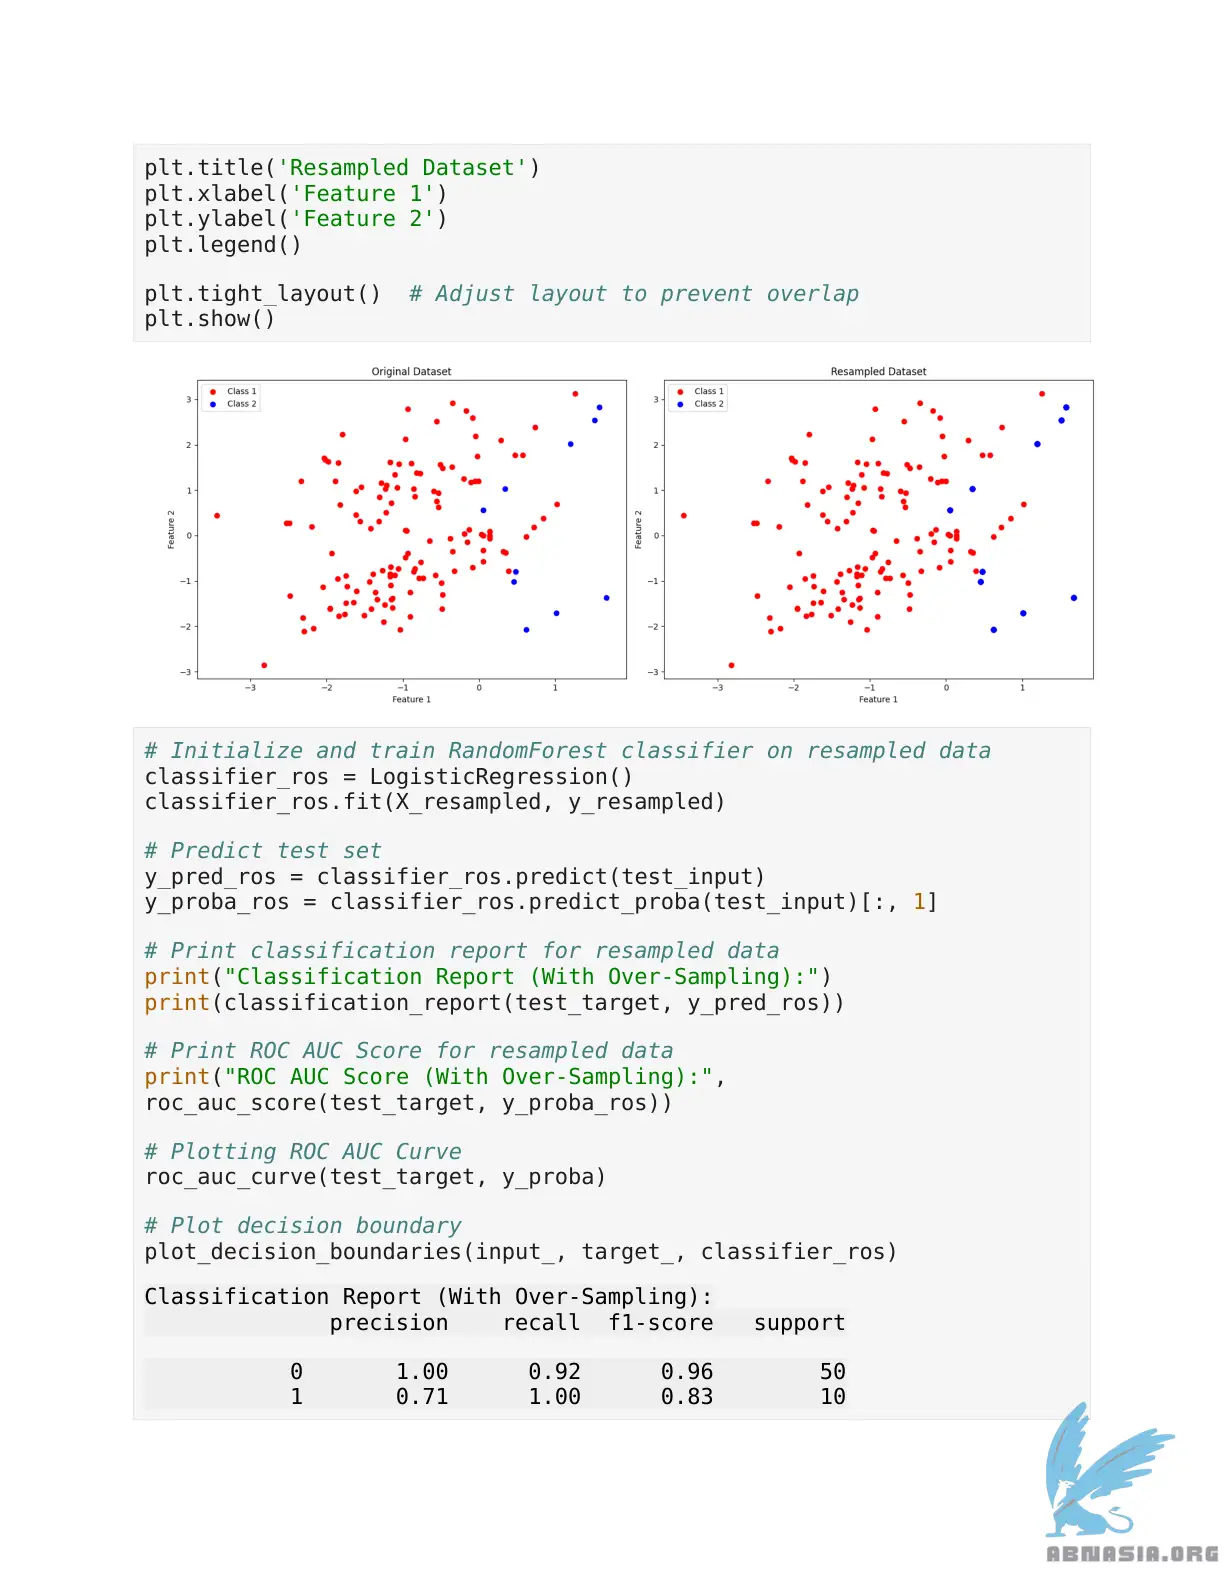 plt.title('Resampled Dataset')
plt.xlabel('Feature 1')
plt.ylabel('Feature 2')
plt.legend()
plt.tight_layout()  # Adjust layout to prevent overlap
plt.show()
Original Dataset
Class 1
Class 2
3
2
1
0
−1
−2
−3
Feature 2
−3 −2 −1 0 1
Feature 1
Resampled Dataset
Class 1
Class 2
3
2
1
0
−1
−2
−3
Feature 2
−3 −2 −1 0 1
Feature 1
# Initialize and train RandomForest classifier on resampled data
classifier_ros = LogisticRegression()
classifier_ros.fit(X_resampled, y_resampled)
# Predict test set
y_pred_ros = classifier_ros.predict(test_input)
y_proba_ros = classifier_ros.predict_proba(test_input)[:, 1]
# Print classification report for resampled data
print("Classification Report (With Over-Sampling):")
print(classification_report(test_target, y_pred_ros))
# Print ROC AUC Score for resampled data
print("ROC AUC Score (With Over-Sampling):",
roc_auc_score(test_target, y_proba_ros))
# Plotting ROC AUC Curve
roc_auc_curve(test_target, y_proba)
# Plot decision boundary
plot_decision_boundaries(input_, target_, classifier_ros)
Classification Report (With Over-Sampling):
precision    recall  f1-score   support
0       1.00      0.92      0.96        50
1       0.71      1.00      0.83        10
ABNASIA.ORG